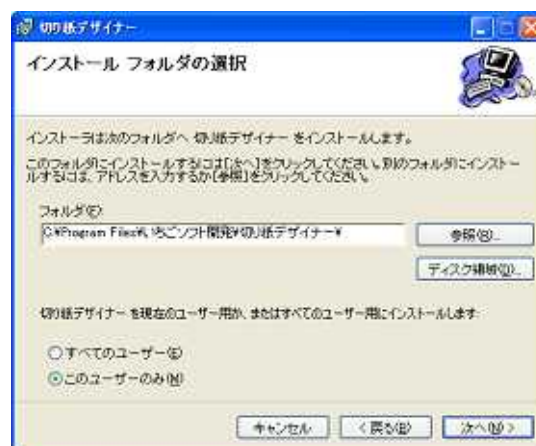 切り紙デザイナー
インストール フォルダの選択
インストーラは次のフォルダへ 切り紙デザイナー をインストールします。
このフォルダにインストールするには[次へ]をクリックしてください。別のフォルダにインストー
ルするには、アドレスを入力するか[参照]をクリックしてください。
フォルダ(F):
C:¥Program Files¥いちごソフト開発¥切り紙デザイナー¥
参照(R)...
ディスク領域(D)...
切り紙デザイナー を現在のユーザー用か、またはすべてのユーザー用にインストールします:
すべてのユーザー(E)
このユーザーのみ(M)
キャンセル
< 戻る(B)
次へ(N) >